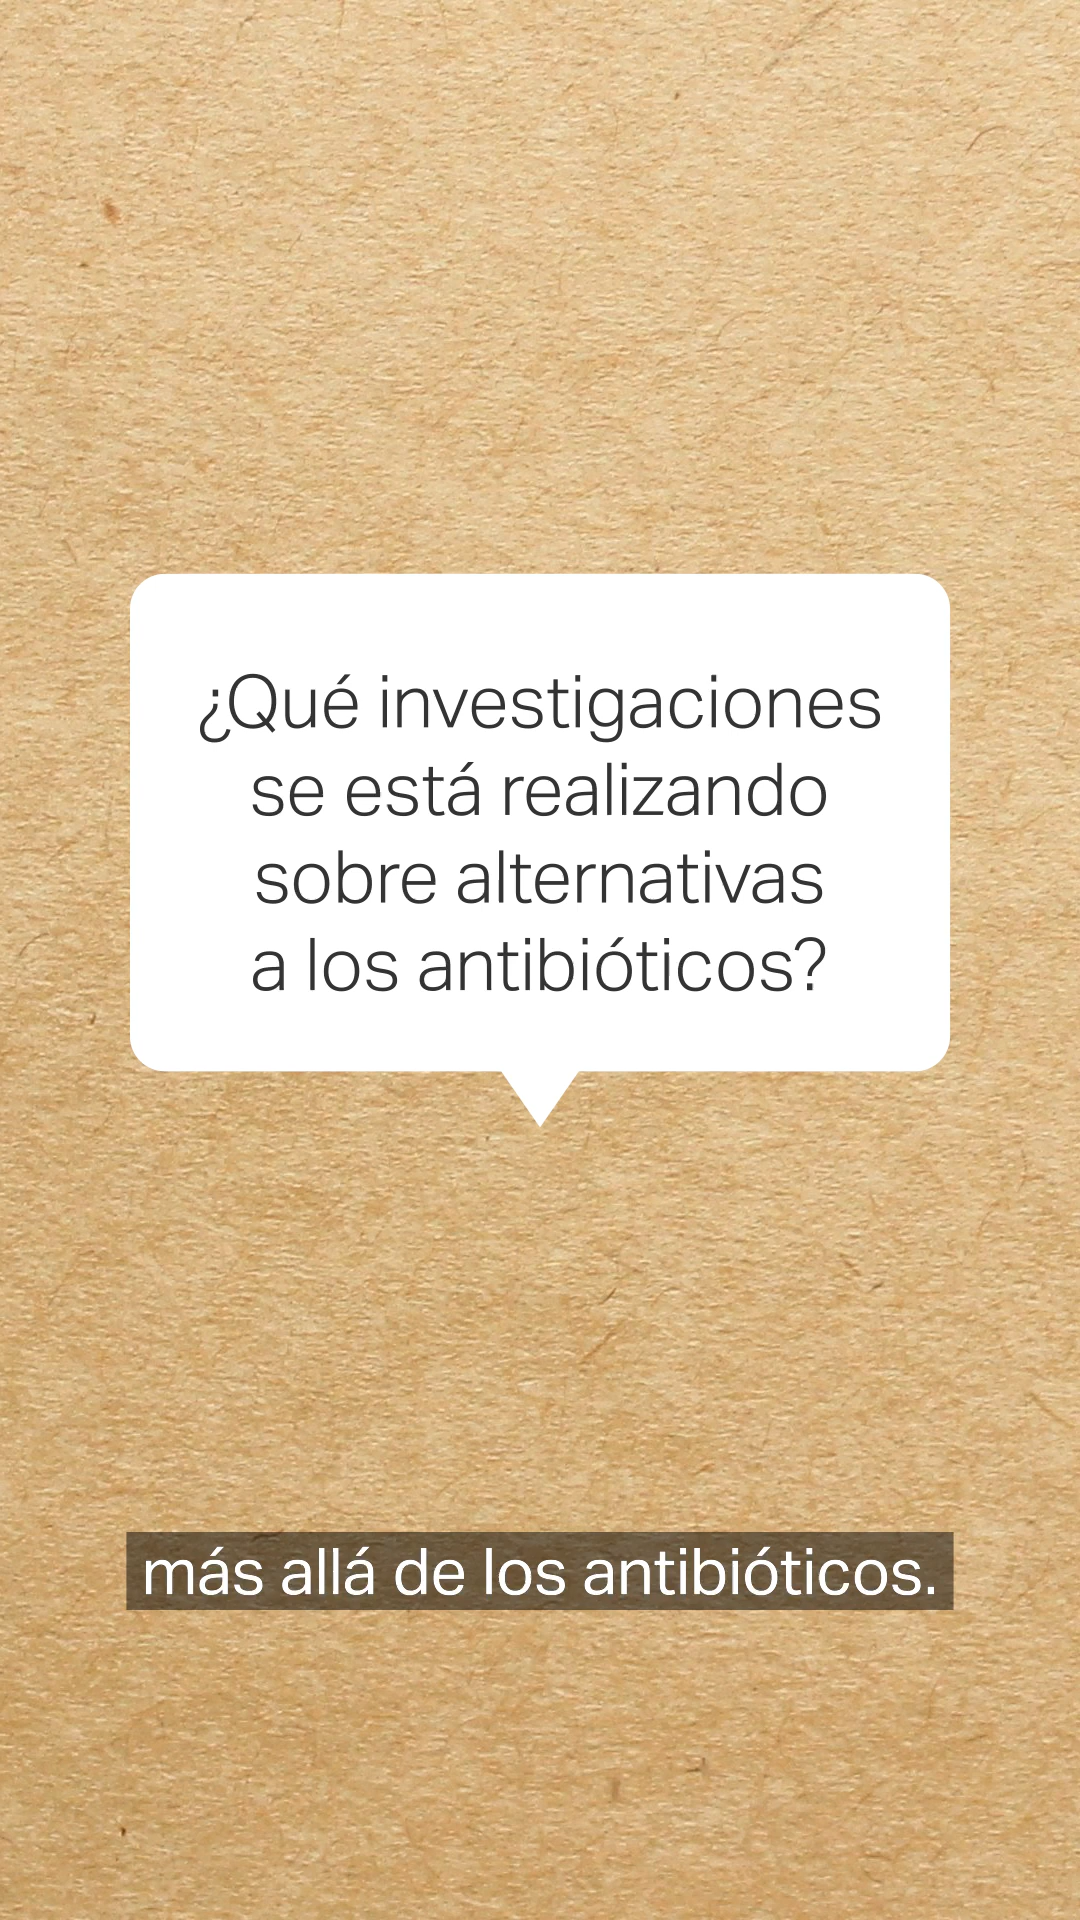 ¿Qué investigaciones
se está realizando
sobre alternativas
a los antibióticos?
más allá de los antibióticos.